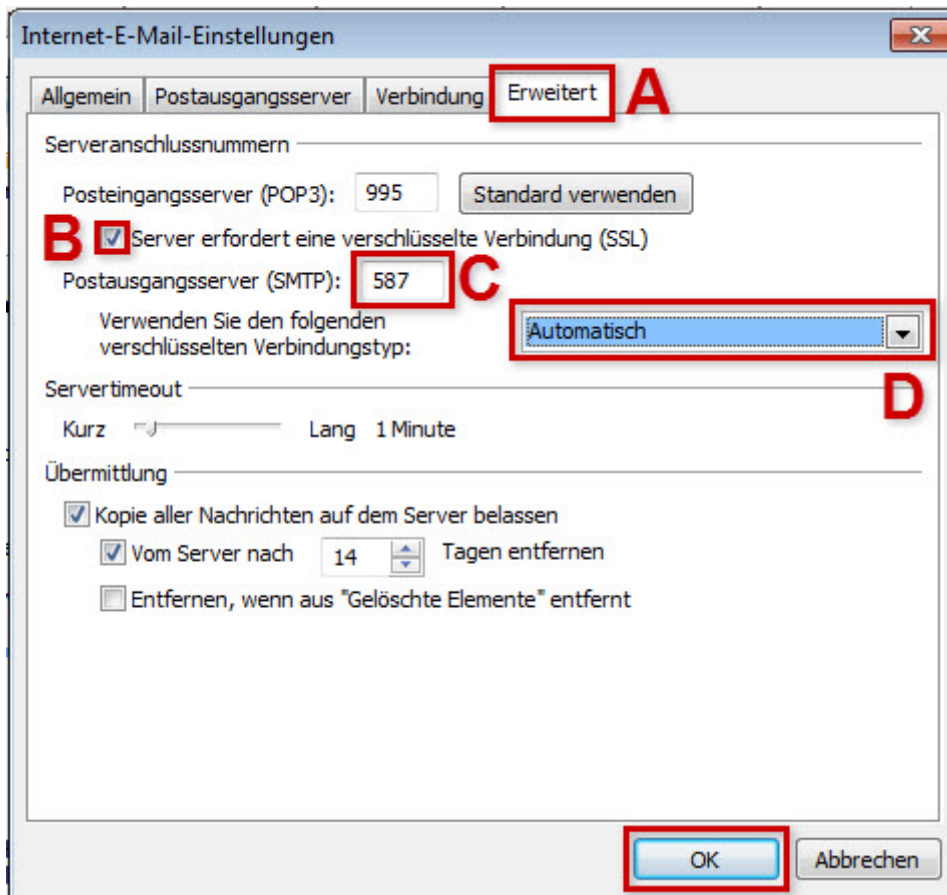 Internet-E-Mail-Einstellungen
Allgemein Postausgangsserver Verbindung Erweitert A
Serveranschlussnummern
Posteingangsserver (POP3): 995 Standard verwenden
B Server erfordert eine verschlüsselte Verbindung (SSL)
Postausgangsserver (SMTP): 587 C
Verwenden Sie den folgenden
verschlüsselten Verbindungstyp:
Automatisch
D
Servertimeout
Kurz Lang 1 Minute
Übermittlung
Kopie aller Nachrichten auf dem Server belassen
Vom Server nach 14 Tagen entfernen
Entfernen, wenn aus "Gelöschte Elemente" entfernt
OK Abbrechen